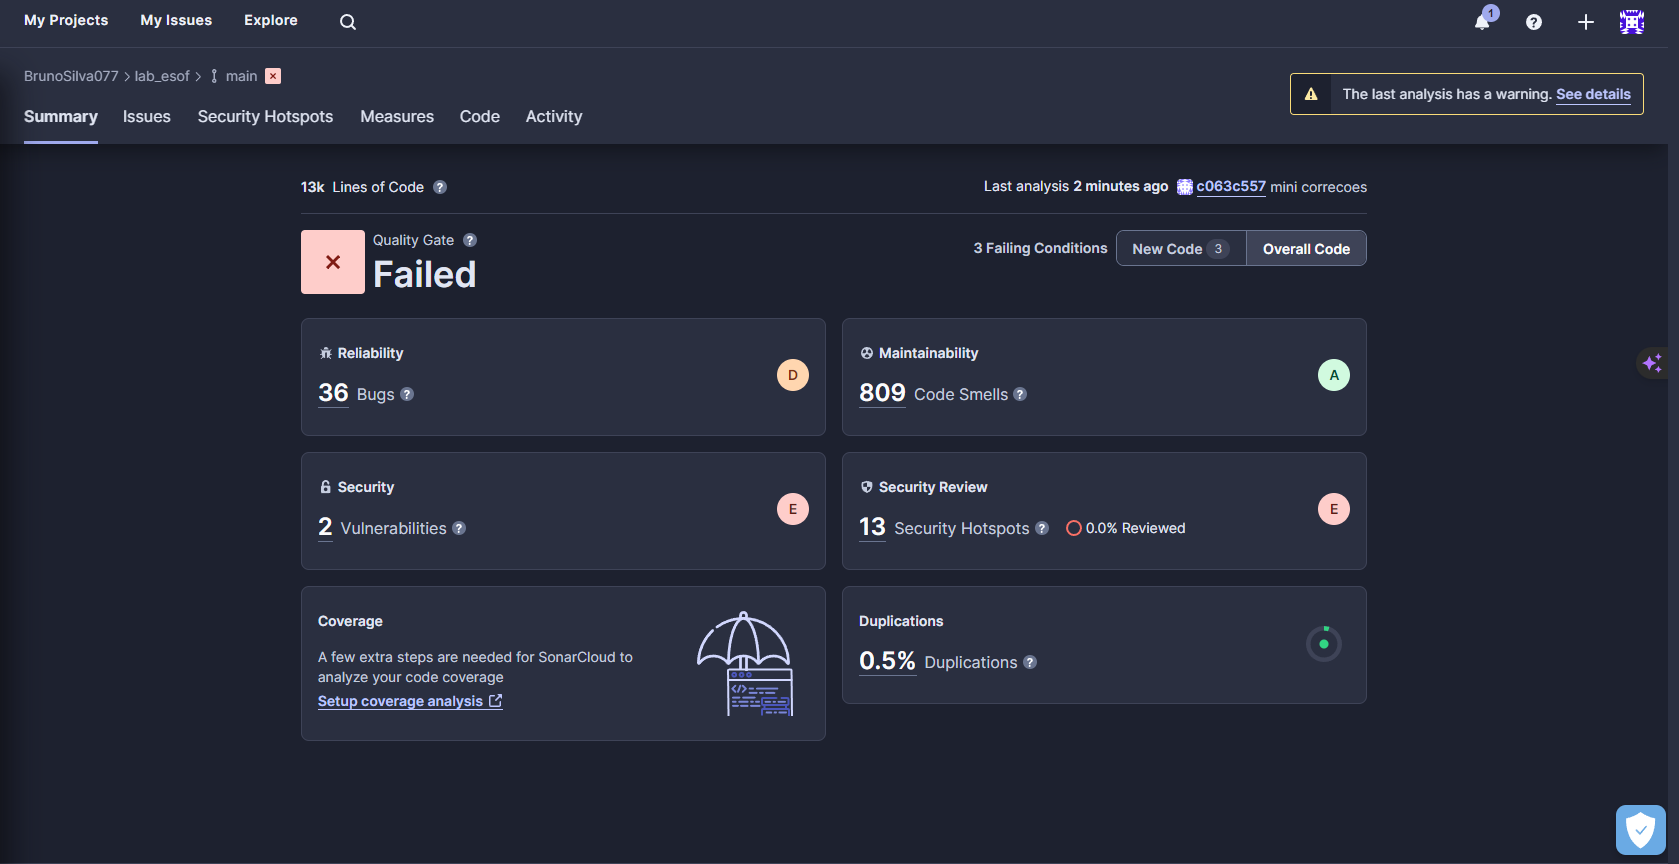 My Projects My Issues Explore 1
BrunoSilva077 > lab_esof > main
The last analysis has a warning. See details
Summary Issues Security Hotspots Measures Code Activity
13k Lines of Code ?
Last analysis 2 minutes ago c063c557 mini correcoes
Quality Gate ?
Failed
3 Failing Conditions New Code 3 Overall Code
Reliability
36 Bugs ?
D
Maintainability
809 Code Smells ?
A
Security
2 Vulnerabilities ?
E
Security Review
13 Security Hotspots ? 0.0% Reviewed
E
Coverage
A few extra steps are needed for SonarCloud to
analyze your code coverage
Setup coverage analysis
Duplications
0.5% Duplications ?